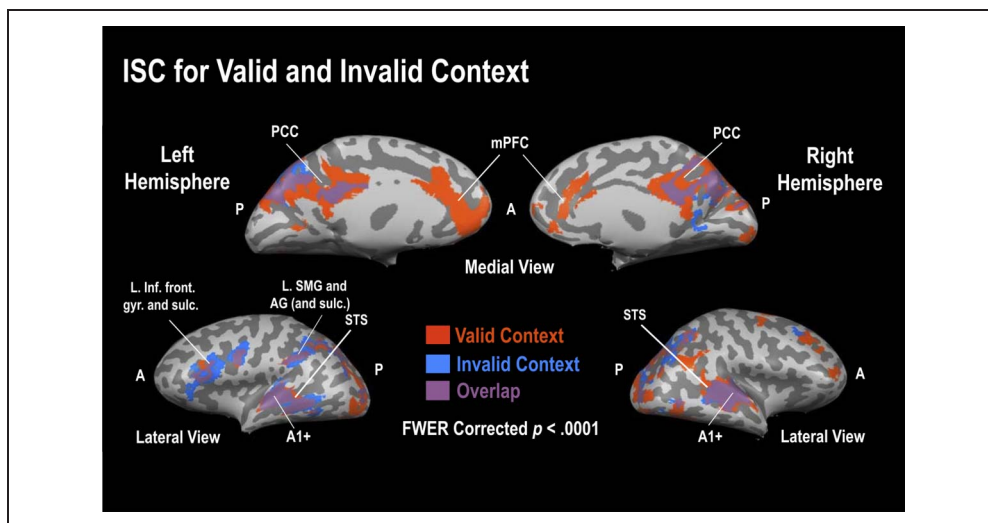 ISC for Valid and Invalid Context
Left
Hemisphere
PCC
mPFC
PCC
Right
Hemisphere
P
A
P
Medial View
L. Inf. front.
gyr. and sulc.
L. SMG and
AG (and sulc.)
STS
A
P
Lateral View
A1+
Valid Context
Invalid Context
Overlap
FWER Corrected p < .0001
STS
P
A
A1+
Lateral View